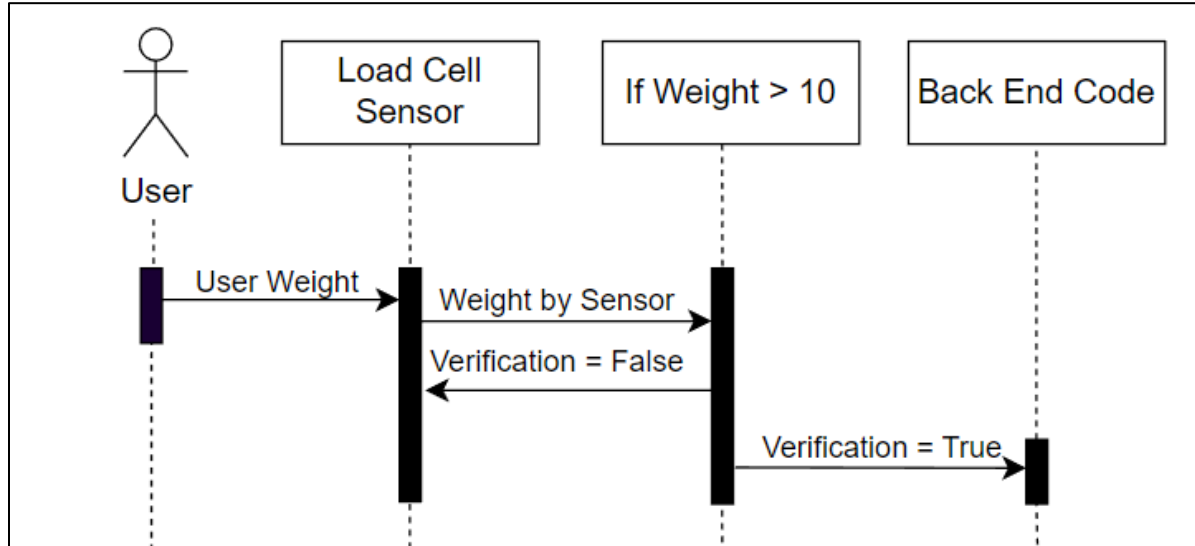 Load Cell
Sensor
If Weight > 10
Back End Code
User
User Weight
Weight by Sensor
Verification = False
Verification = True